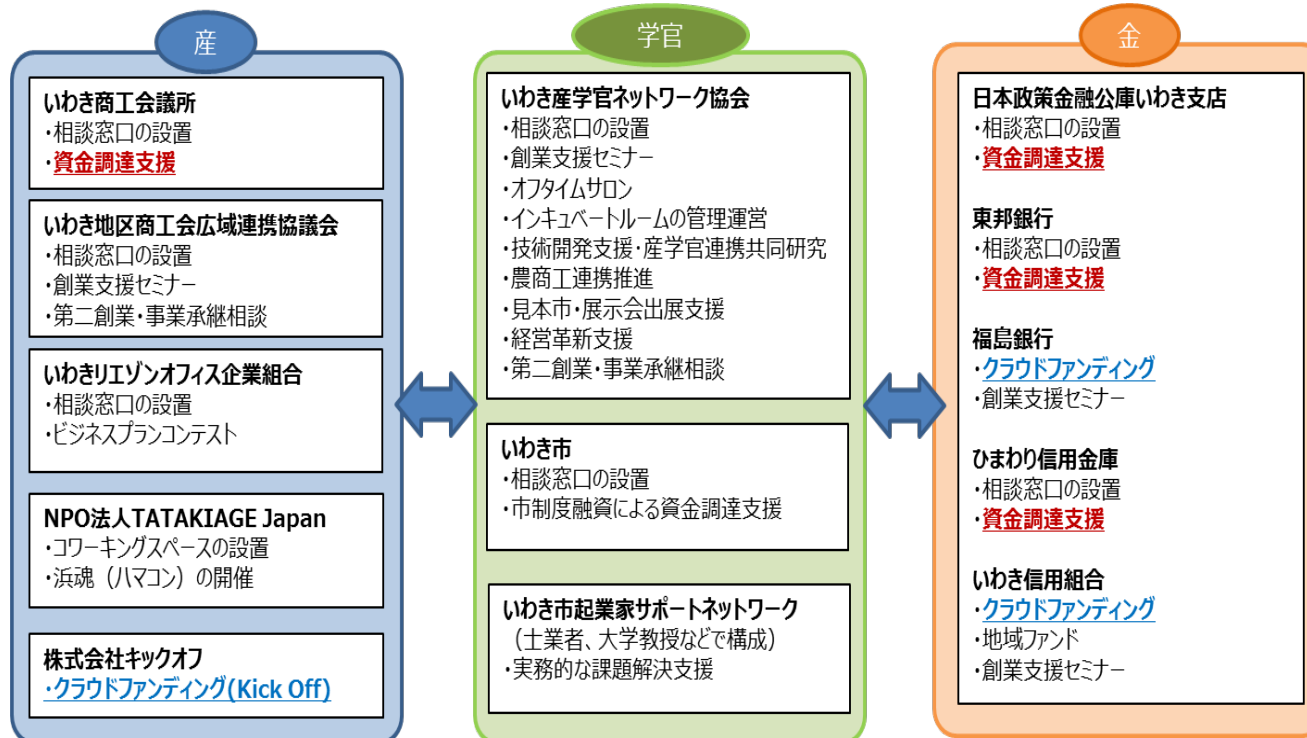 産
いわき商工会議所
・相談窓口の設置
・資金調達支援
いわき地区商工会広域連携協議会
・相談窓口の設置
・創業支援セミナー
・第二創業・事業承継相談
いわきリエゾンオフィス企業組合
・相談窓口の設置
・ビジネスプランコンテスト
NPO法人TATAKIAGE Japan
・コワーキングスペースの設置
・浜魂（ハマコン）の開催
株式会社キックオフ
・クラウドファンディング(Kick Off)
学官
いわき産学官ネットワーク協会
・相談窓口の設置
・創業支援セミナー
・オフタイムサロン
・インキュベートルームの管理運営
・技術開発支援・産学官連携共同研究
・農商工連携推進
・見本市・展示会出展支援
・経営革新支援
・第二創業・事業承継相談
いわき市
・相談窓口の設置
・市制度融資による資金調達支援
いわき市起業家サポートネットワーク
（士業者、大学教授などで構成）
・実務的な課題解決支援
金
日本政策金融公庫いわき支店
・相談窓口の設置
・資金調達支援
東邦銀行
・相談窓口の設置
・資金調達支援
福島銀行
・クラウドファンディング
・創業支援セミナー
ひまわり信用金庫
・相談窓口の設置
・資金調達支援
いわき信用組合
・クラウドファンディング
・地域ファンド
・創業支援セミナー